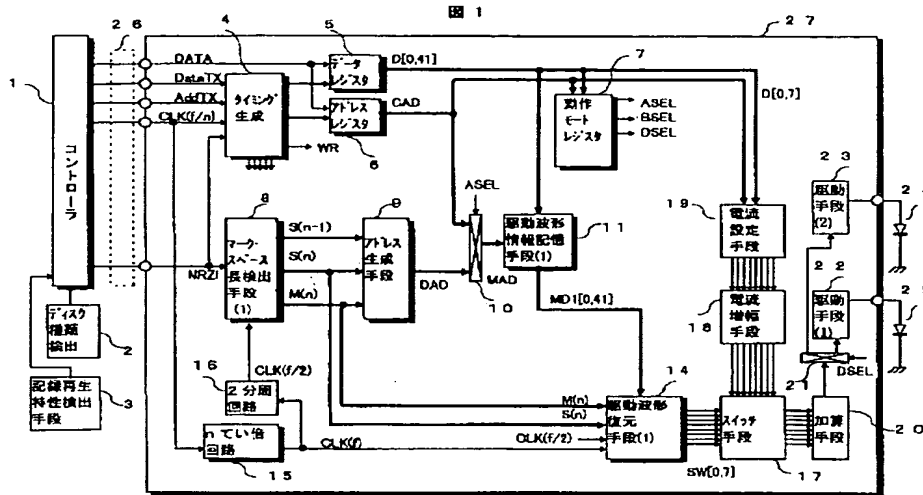 図 1
2 6
2 7
1
コントローラ
DATA
DataTX
AddTX
CLK(f/n)
NRZI
4
タイミング
生成
WR
5
データ
レジスタ
D[0,41]
アドレス
レジスタ
6
CAD
7
動作
モード
レジスタ
ASEL
BSEL
DSEL
D[0,7]
8
マーク・
スペース
長検出
手段
(1)
S(n-1)
S(n)
M(n)
9
アドレス
生成
手段
DAD
ASEL
MAD
1 0
駆動波形
情報記憶
手段(1)
1 1
MD1[0,41]
1 9
電流
設定
手段
1 8
電流
増幅
手段
2 3
駆動
手段
(2)
2 2
駆動
手段
(1)
2 1
DSEL
ディスク
種類
検出
2
記録再生
特性検出
手段
3
CLK(f/2)
1 6
2分周
回路
nてい倍
回路
1 5
CLK(f)
M(n)
S(n)
CLK(f/2)
1 4
駆動波形
復元
手段(1)
SW[0,7]
スイッチ
手段
1 7
加算
手段
2 0